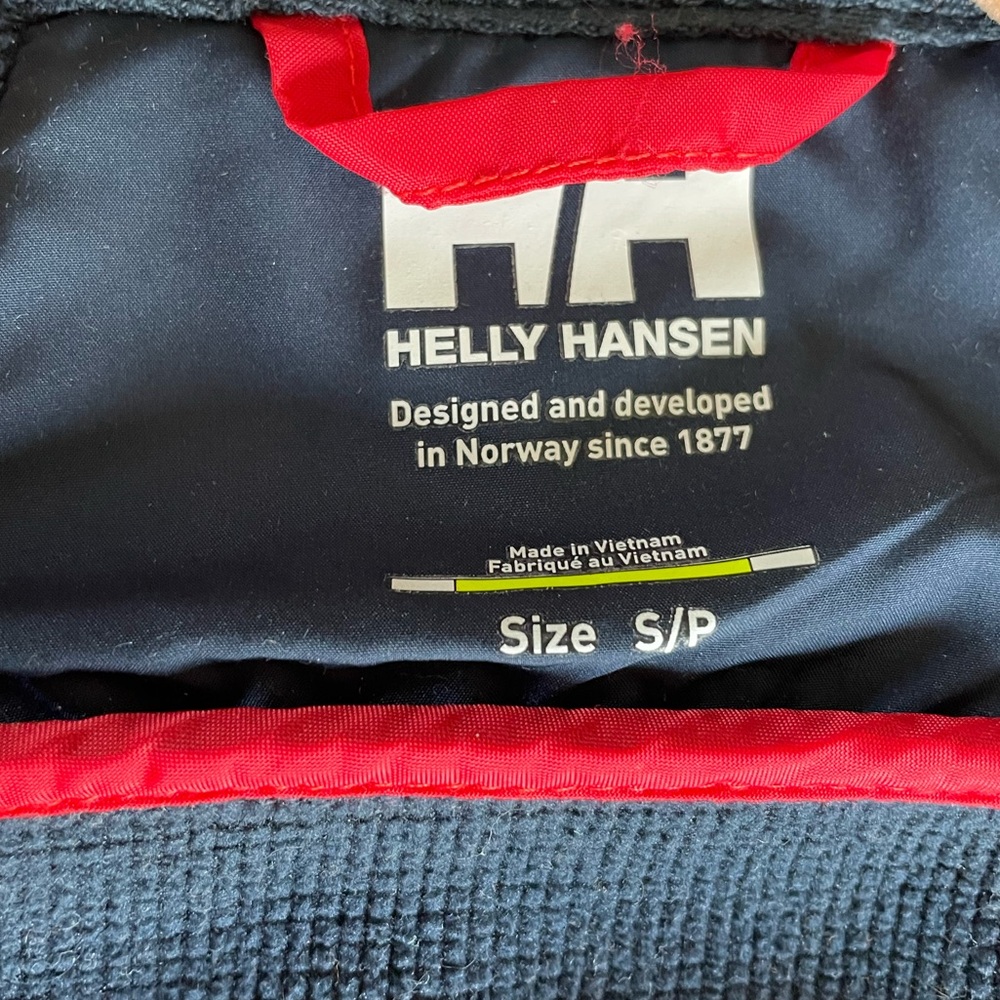 HH
HELLY HANSEN
Designed and developed
in Norway since 1877
Made in Vietnam
Fabriqué au Vietnam
Size S/P